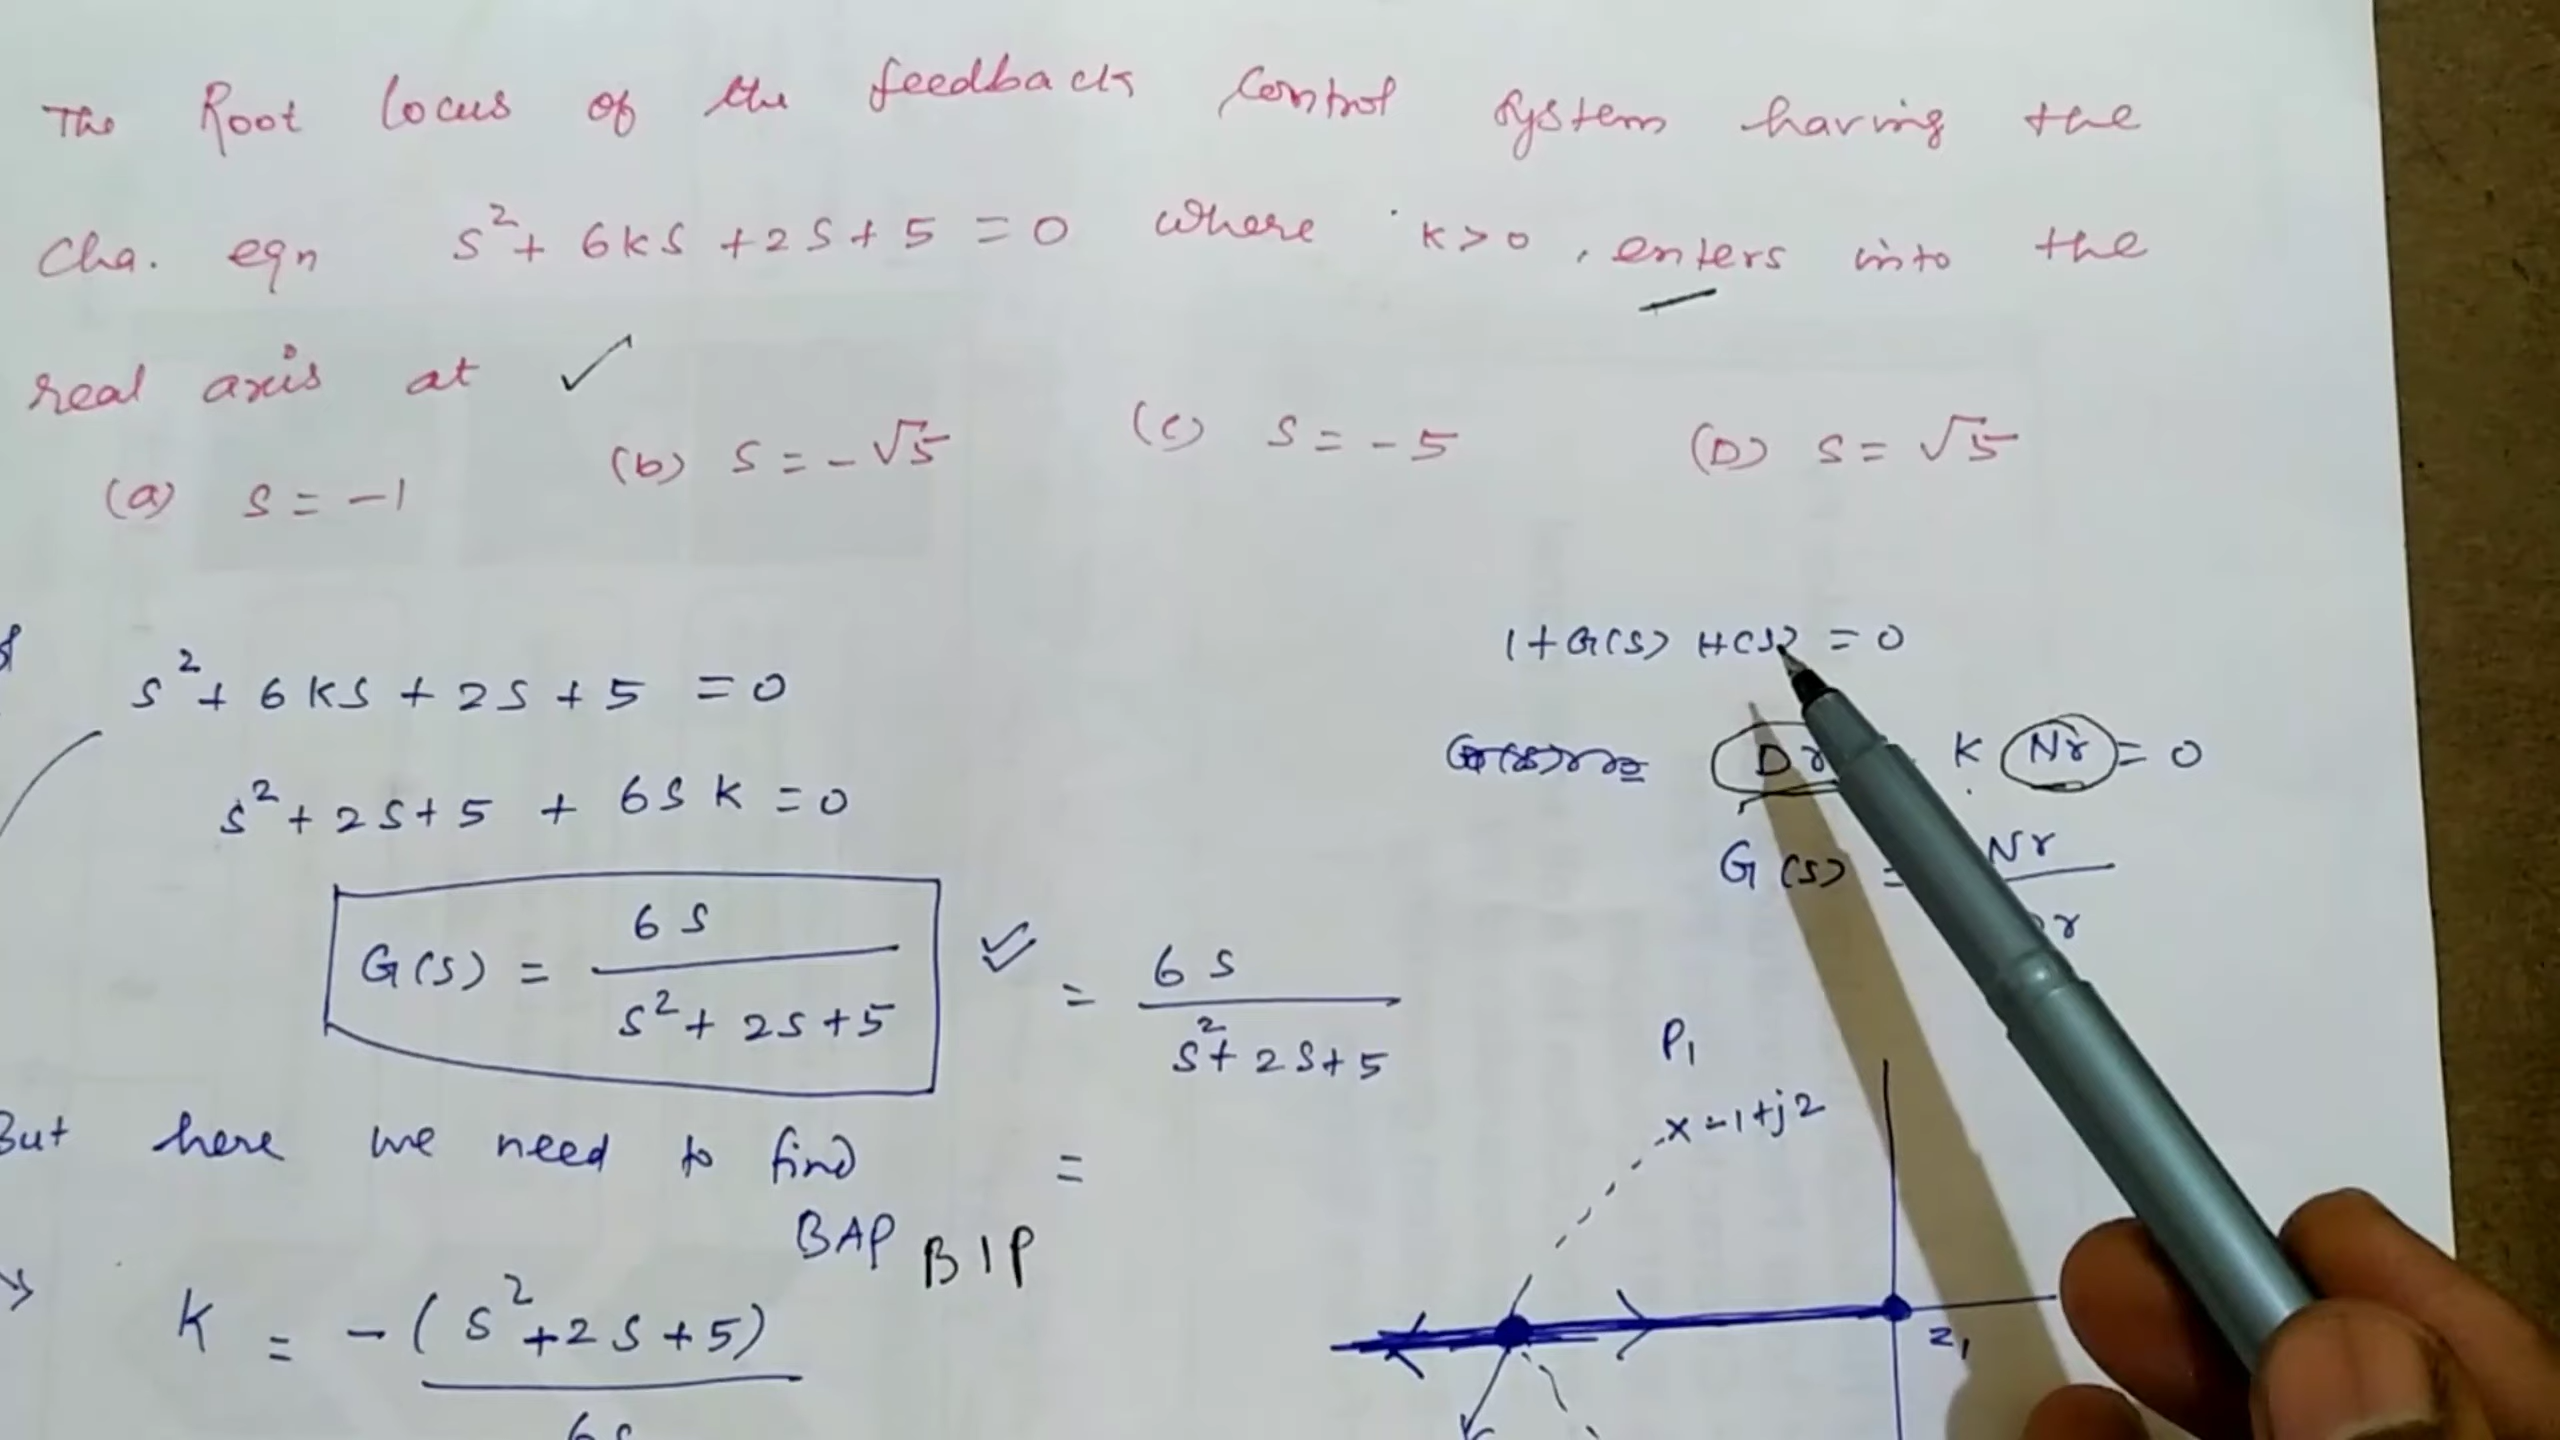 The Root locus of the feedback Control System having the
Cha. eqn s²+ 6ks +2s+5 =0 where k>0, enters into the
real axis at ✓
(a) s = -1 (b) s = -√5 (c) s = -5 (D) s = √5
1+G(s) H(s) = 0
s²+ 6ks + 2s + 5 = 0
K Nr = 0
s² + 2s+5 + 6s k = 0
G(s) = Nr
G(s) = 6s / s²+ 2s+5 = 6s / s²+ 2s+5
P₁
x -1+j2
But here we need to find =
BAP BIP
z₁
K = -(s²+2s+5)
6s